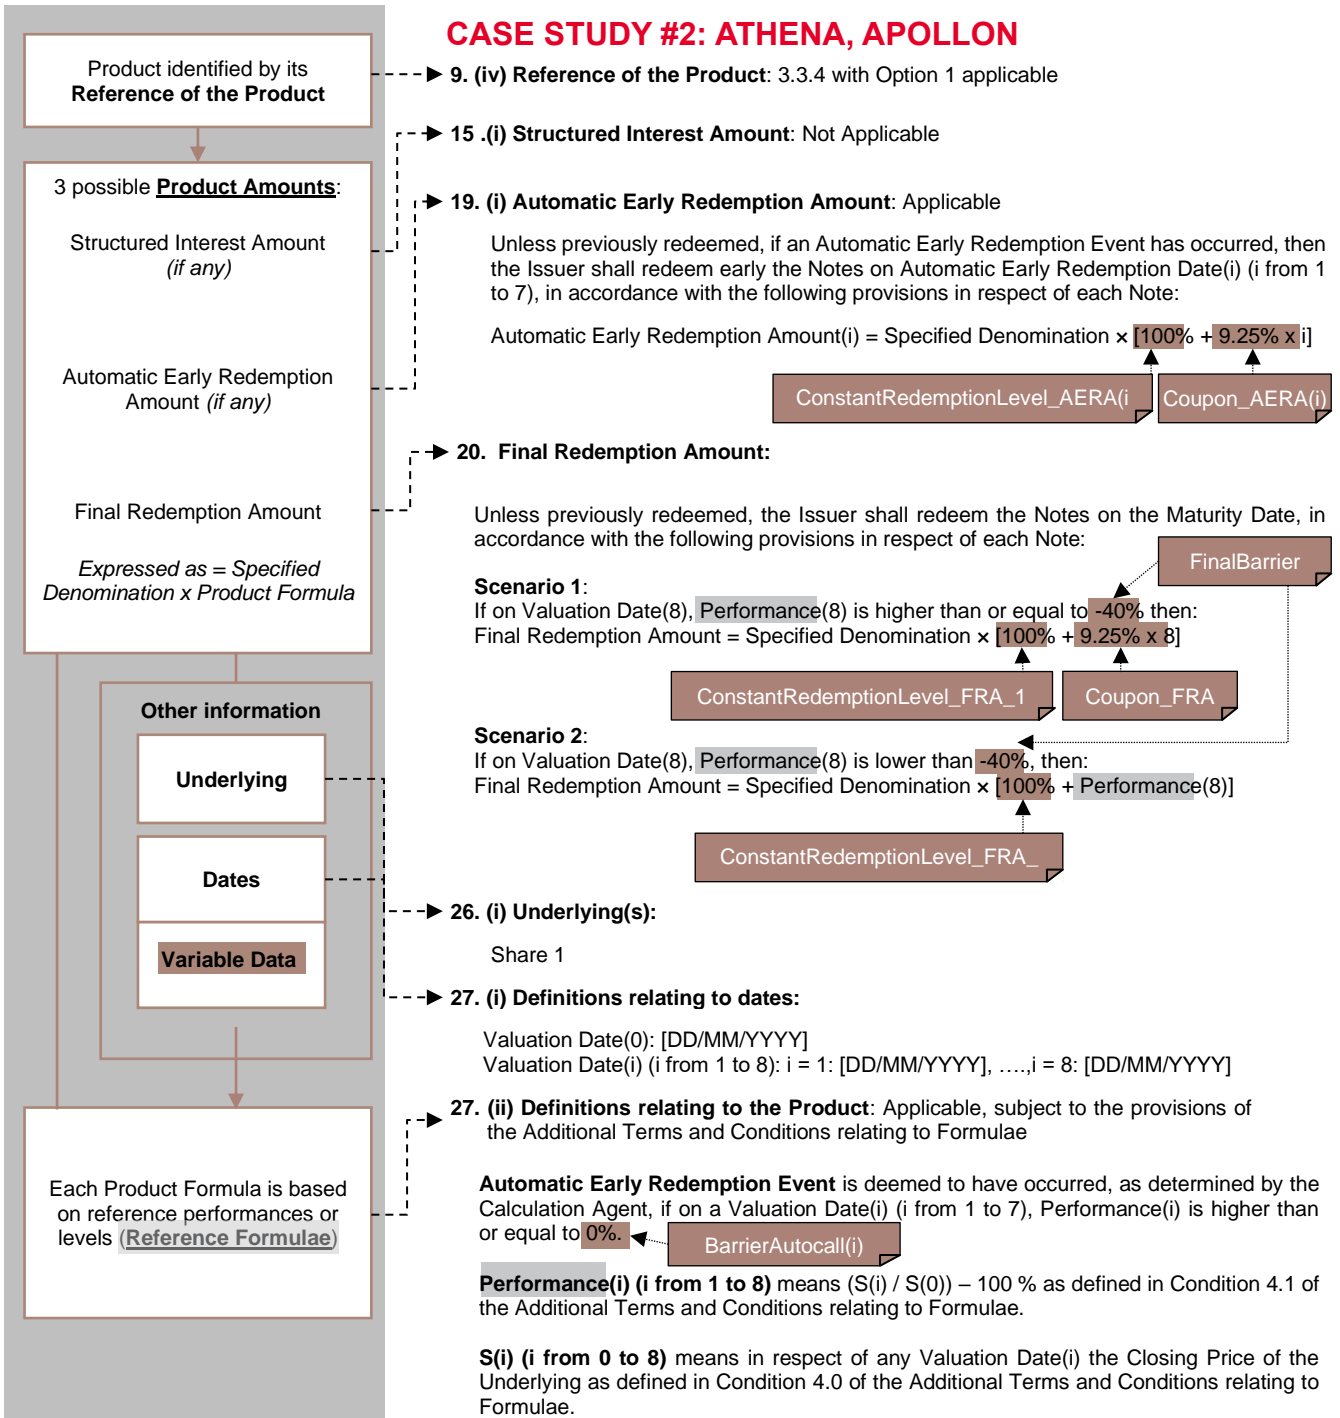 CASE STUDY #2: ATHENA, APOLLON
Product identified by its
Reference of the Product
3 possible Product Amounts:
Structured Interest Amount
(if any)
Automatic Early Redemption
Amount (if any)
Final Redemption Amount
Expressed as = Specified
Denomination x Product Formula
Other information
Underlying
Dates
Variable Data
Each Product Formula is based
on reference performances or
levels (Reference Formulae)
9. (iv) Reference of the Product: 3.3.4 with Option 1 applicable
15 .(i) Structured Interest Amount: Not Applicable
19. (i) Automatic Early Redemption Amount: Applicable
Unless previously redeemed, if an Automatic Early Redemption Event has occurred, then
the Issuer shall redeem early the Notes on Automatic Early Redemption Date(i) (i from 1
to 7), in accordance with the following provisions in respect of each Note:
Automatic Early Redemption Amount(i) = Specified Denomination × [100% + 9.25% x i]
ConstantRedemptionLevel_AERA(i
Coupon_AERA(i)
20. Final Redemption Amount:
Unless previously redeemed, the Issuer shall redeem the Notes on the Maturity Date, in
accordance with the following provisions in respect of each Note:
FinalBarrier
Scenario 1:
If on Valuation Date(8), Performance(8) is higher than or equal to -40% then:
Final Redemption Amount = Specified Denomination × [100% + 9.25% x 8]
ConstantRedemptionLevel_FRA_1
Coupon_FRA
Scenario 2:
If on Valuation Date(8), Performance(8) is lower than -40%, then:
Final Redemption Amount = Specified Denomination × [100% + Performance(8)]
ConstantRedemptionLevel_FRA_
26. (i) Underlying(s):
Share 1
27. (i) Definitions relating to dates:
Valuation Date(0): [DD/MM/YYYY]
Valuation Date(i) (i from 1 to 8): i = 1: [DD/MM/YYYY], ….,i = 8: [DD/MM/YYYY]
27. (ii) Definitions relating to the Product: Applicable, subject to the provisions of
the Additional Terms and Conditions relating to Formulae
Automatic Early Redemption Event is deemed to have occurred, as determined by the
Calculation Agent, if on a Valuation Date(i) (i from 1 to 7), Performance(i) is higher than
or equal to 0%.
BarrierAutocall(i)
Performance(i) (i from 1 to 8) means (S(i) / S(0)) – 100 % as defined in Condition 4.1 of
the Additional Terms and Conditions relating to Formulae.
S(i) (i from 0 to 8) means in respect of any Valuation Date(i) the Closing Price of the
Underlying as defined in Condition 4.0 of the Additional Terms and Conditions relating to
Formulae.